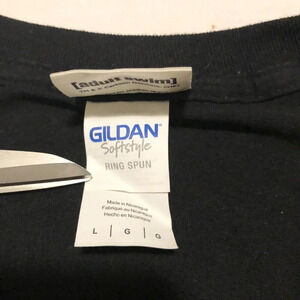 [adult swim]
GILDAN®
Softstyle
RING SPUN
Made in Nicaragua
Fabriqué au Nicaragua
Hecho en Nicaragua
L | G | G